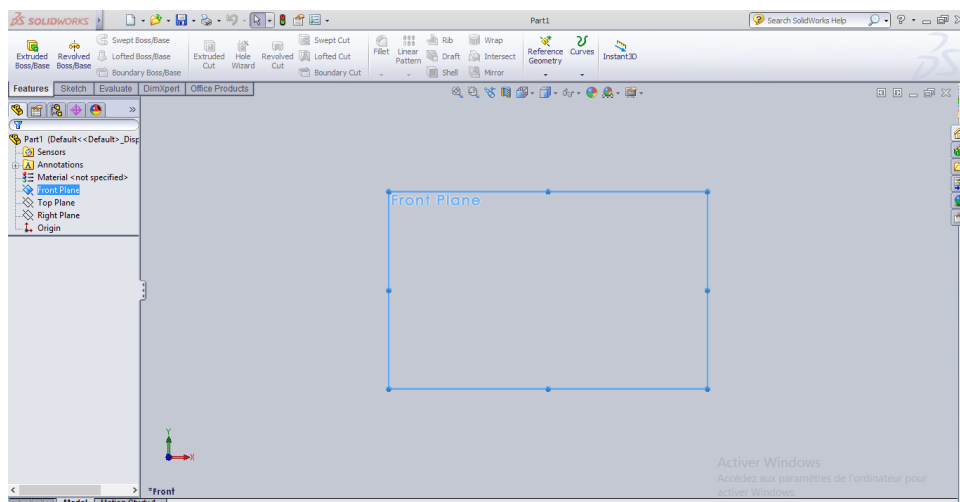 SOLIDWORKS
Part1
Search SolidWorks Help
Extruded Boss/Base
Revolved Boss/Base
Swept Boss/Base
Lofted Boss/Base
Boundary Boss/Base
Extruded Cut
Hole Wizard
Revolved Cut
Swept Cut
Lofted Cut
Boundary Cut
Fillet
Linear Pattern
Rib
Draft
Shell
Wrap
Intersect
Mirror
Reference Geometry
Curves
Instant3D
Features Sketch Evaluate DimXpert Office Products
Part1 (Default<<Default>_Disp
Sensors
Annotations
Material <not specified>
Front Plane
Top Plane
Right Plane
Origin
Front Plane
Y
X
*Front
Activer Windows
Accédez aux paramètres de l'ordinateur pour
activer Windows.
Model Motion Study 1